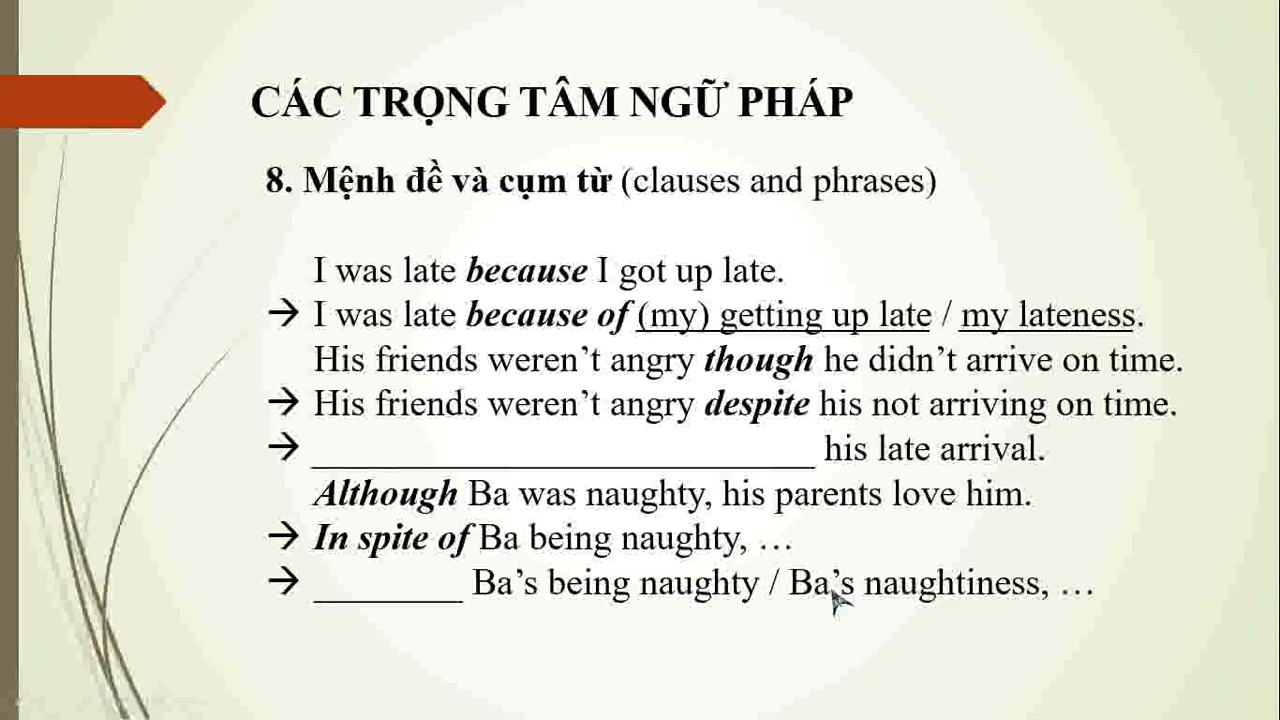 CÁC TRỌNG TÂM NGỮ PHÁP
8. Mệnh đề và cụm từ (clauses and phrases)
I was late because I got up late.
→ I was late because of (my) getting up late / my lateness.
His friends weren’t angry though he didn’t arrive on time.
→ His friends weren’t angry despite his not arriving on time.
→ ___________________________ his late arrival.
Although Ba was naughty, his parents love him.
→ In spite of Ba being naughty, …
→ ________ Ba’s being naughty / Ba’s naughtiness, …